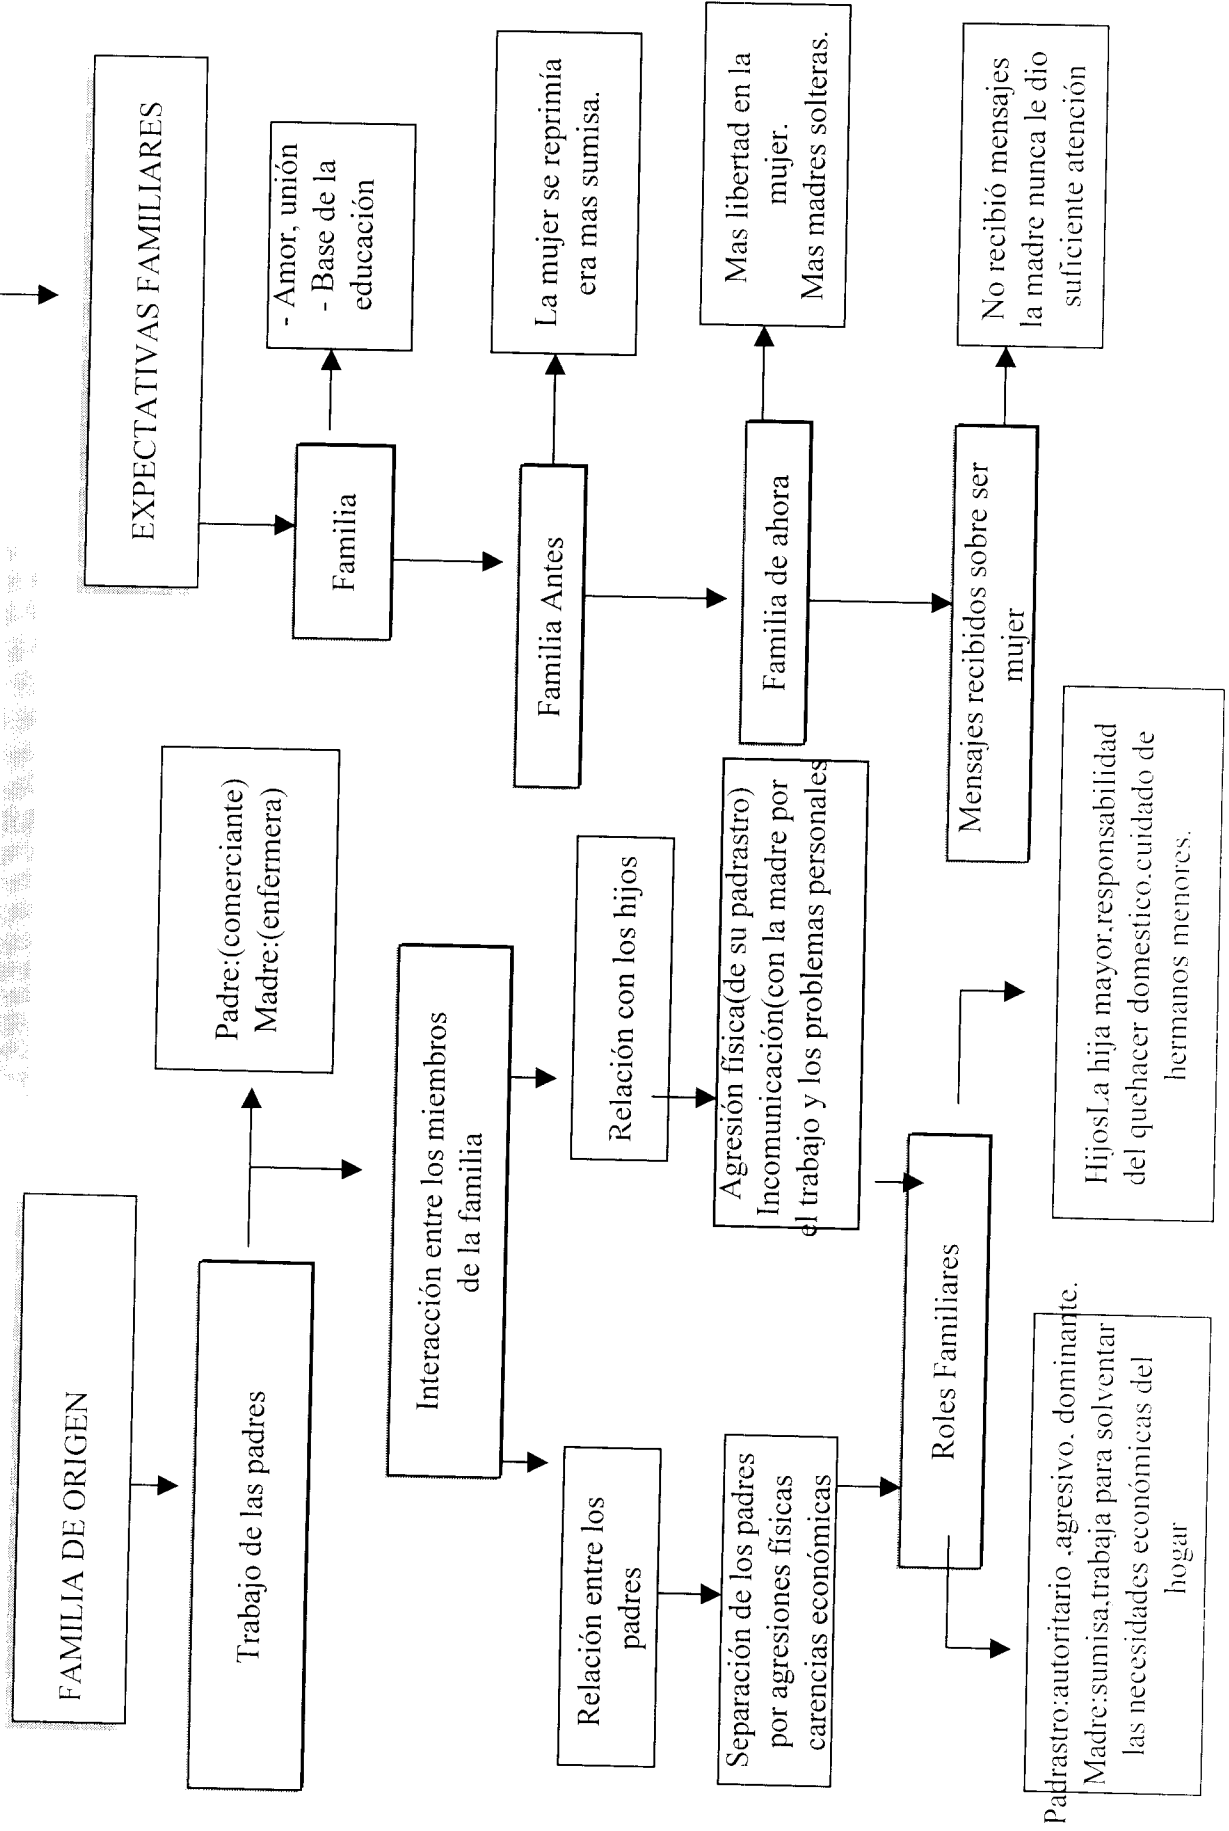 FAMILIA DE ORIGEN
Trabajo de las padres
Padre:(comerciante)
Madre:(enfermera)
Interacción entre los miembros
de la familia
Relación entre los
padres
Relación con los hijos
Separación de los padres
por agresiones físicas
carencias económicas
Agresión física(de su padrastro)
Incomunicación(con la madre por
el trabajo y los problemas personales
Roles Familiares
Padrastro:autoritario ,agresivo. dominante.
Madre:sumisa,trabaja para solventar
las necesidades económicas del
hogar
HijosLa hija mayor.responsabilidad
del quehacer domestico.cuidado de
hermanos menores.
EXPECTATIVAS FAMILIARES
Familia
- Amor, unión
- Base de la
educación
Familia Antes
La mujer se reprimía
era mas sumisa.
Familia de ahora
Mas libertad en la
mujer.
Mas madres solteras.
Mensajes recibidos sobre ser
mujer
No recibió mensajes
la madre nunca le dio
suficiente atención